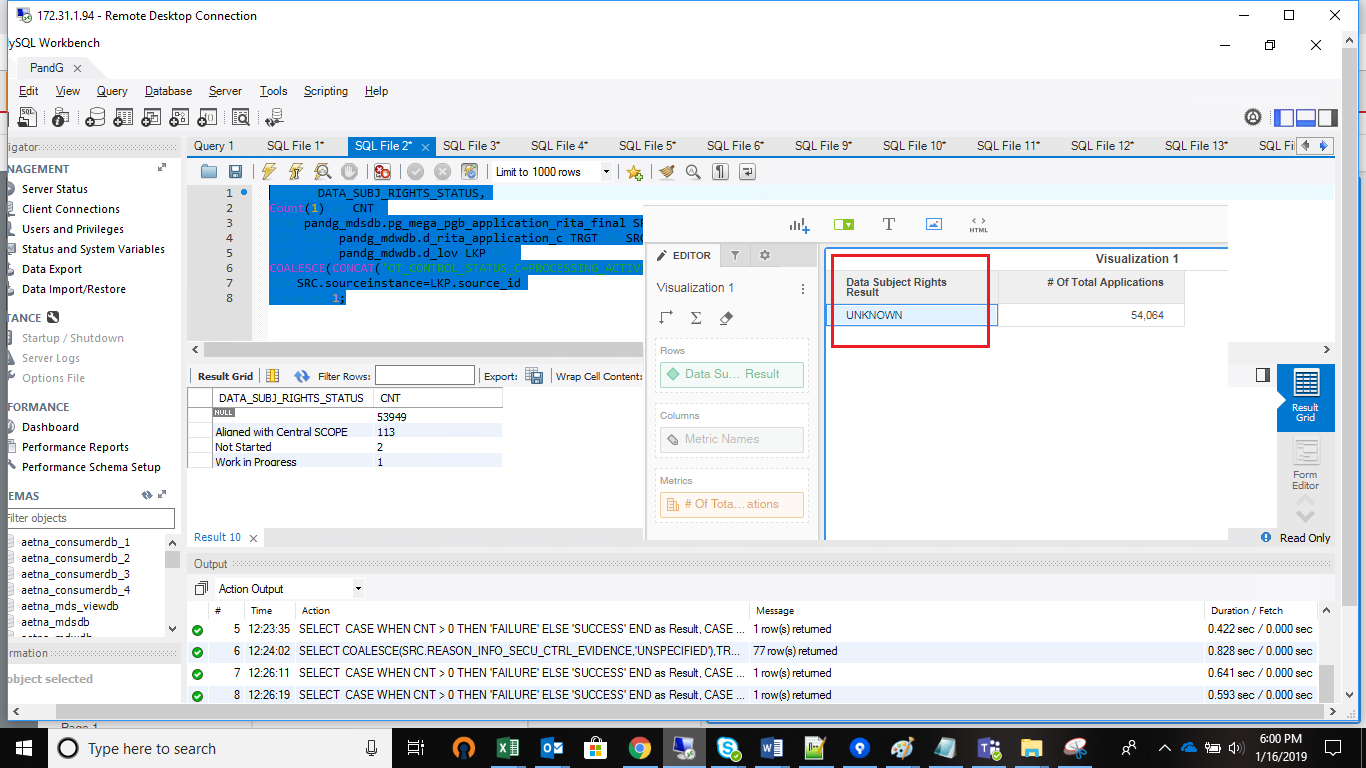 172.31.1.94 - Remote Desktop Connection
ySQL Workbench
PandG
Edit View Query Database Server Tools Scripting Help
igator
Query 1 SQL File 1* SQL File 2* SQL File 3* SQL File 4* SQL File 5* SQL File 6* SQL File 9* SQL File 10* SQL File 11* SQL File 12* SQL File 13* SQL Fi
NAGEMENT
Server Status
Client Connections
Users and Privileges
Status and System Variables
Data Export
Data Import/Restore
TANCE
Startup / Shutdown
Server Logs
Options File
FORMANCE
Dashboard
Performance Reports
Performance Schema Setup
EMAS
Filter objects
aetna_consumerdb_1
aetna_consumerdb_2
aetna_consumerdb_3
aetna_consumerdb_4
aetna_mds_viewdb
aetna_mdsdb
aetna_mdwdb
rmation
object selected
Limit to 1000 rows
1 DATA_SUBJ_RIGHTS_STATUS,
2 Count(1) CNT
3 pandg_mdsdb.pg_mega_pgb_application_rita_final SR
4 pandg_mdwdb.d_rita_application_c TRGT SRC
5 pandg_mdwdb.d_lov LKP
6 COALESCE(CONCAT('OT_CONTROL_STATUS_C~PROCESSING_ACTIV
7 SRC.sourceinstance=LKP.source_id
8 1;
EDITOR
Visualization 1
Rows
Data Su... Result
Columns
Metric Names
Metrics
# Of Tota...ations
HTML
Visualization 1
Data Subject Rights Result # Of Total Applications
UNKNOWN 54,064
Result Grid Filter Rows: Export: Wrap Cell Content:
DATA_SUBJ_RIGHTS_STATUS CNT
NULL 53949
Aligned with Central SCOPE 113
Not Started 2
Work in Progress 1
Result Grid
Form Editor
Result 10
Read Only
Output
Action Output
# Time Action Message Duration / Fetch
5 12:23:35 SELECT CASE WHEN CNT > 0 THEN 'FAILURE' ELSE 'SUCCESS' END as Result, CASE ... 1 row(s) returned 0.422 sec / 0.000 sec
6 12:24:02 SELECT COALESCE(SRC.REASON_INFO_SECU_CTRL_EVIDENCE,'UNSPECIFIED'),TR... 77 row(s) returned 0.828 sec / 0.000 sec
7 12:26:11 SELECT CASE WHEN CNT > 0 THEN 'FAILURE' ELSE 'SUCCESS' END as Result, CASE ... 1 row(s) returned 0.641 sec / 0.000 sec
8 12:26:19 SELECT CASE WHEN CNT > 0 THEN 'FAILURE' ELSE 'SUCCESS' END as Result, CASE ... 1 row(s) returned 0.593 sec / 0.000 sec
Page 1
Type here to search
6:00 PM
1/16/2019